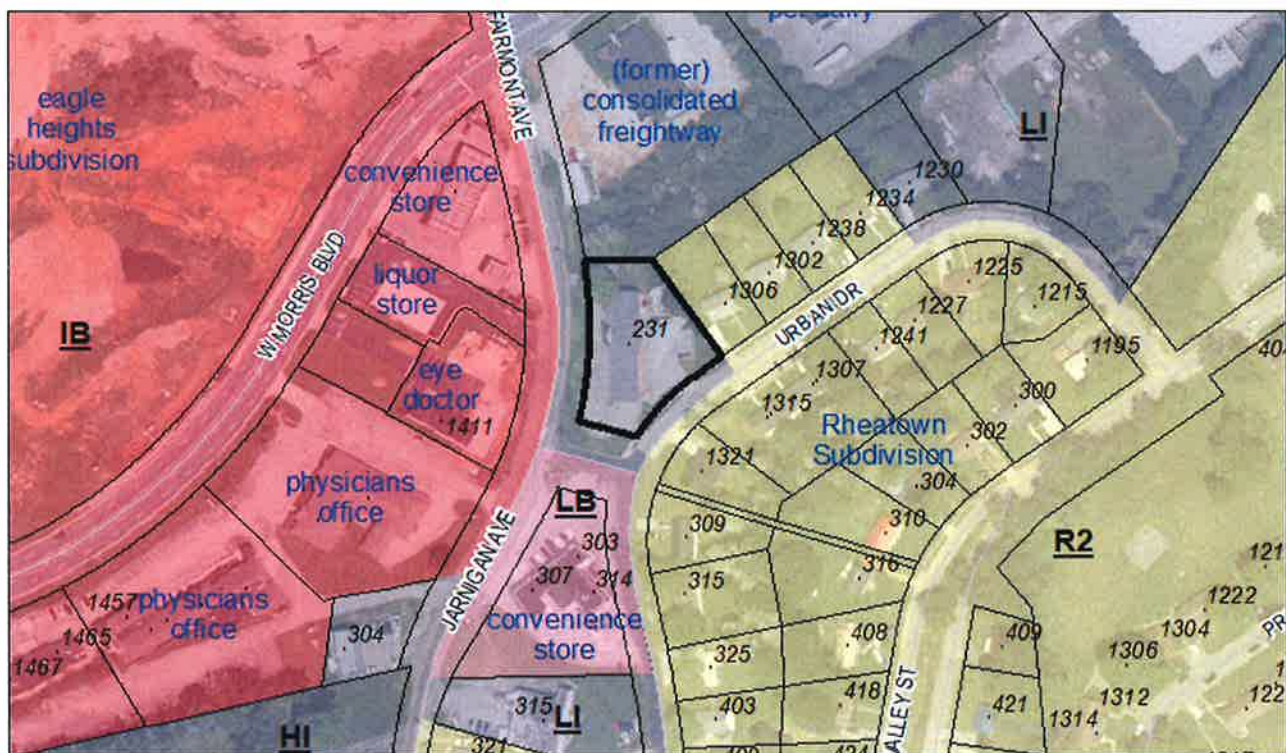 pet dairy
FAIRMONT AVE
(former)
consolidated
freightway
eagle
heights
subdivision
LI
1230
1234
1238
1302
1306
convenience
store
W MORRIS BLVD
liquor
store
IB
231
URBAN DR
1225
1215
1227
1241
1195
1307
1315
300
302
304
Rheatown
Subdivision
eye
doctor
1411
1321
310
physicians
office
LB
303
307
314
309
315
316
R2
JARNIGAN AVE
convenience
store
1457
physicians
office
1465
1467
304
325
408
403
418
409
421
1222
1304
1306
1312
1314
315
LI
HI
321
ALLEY ST